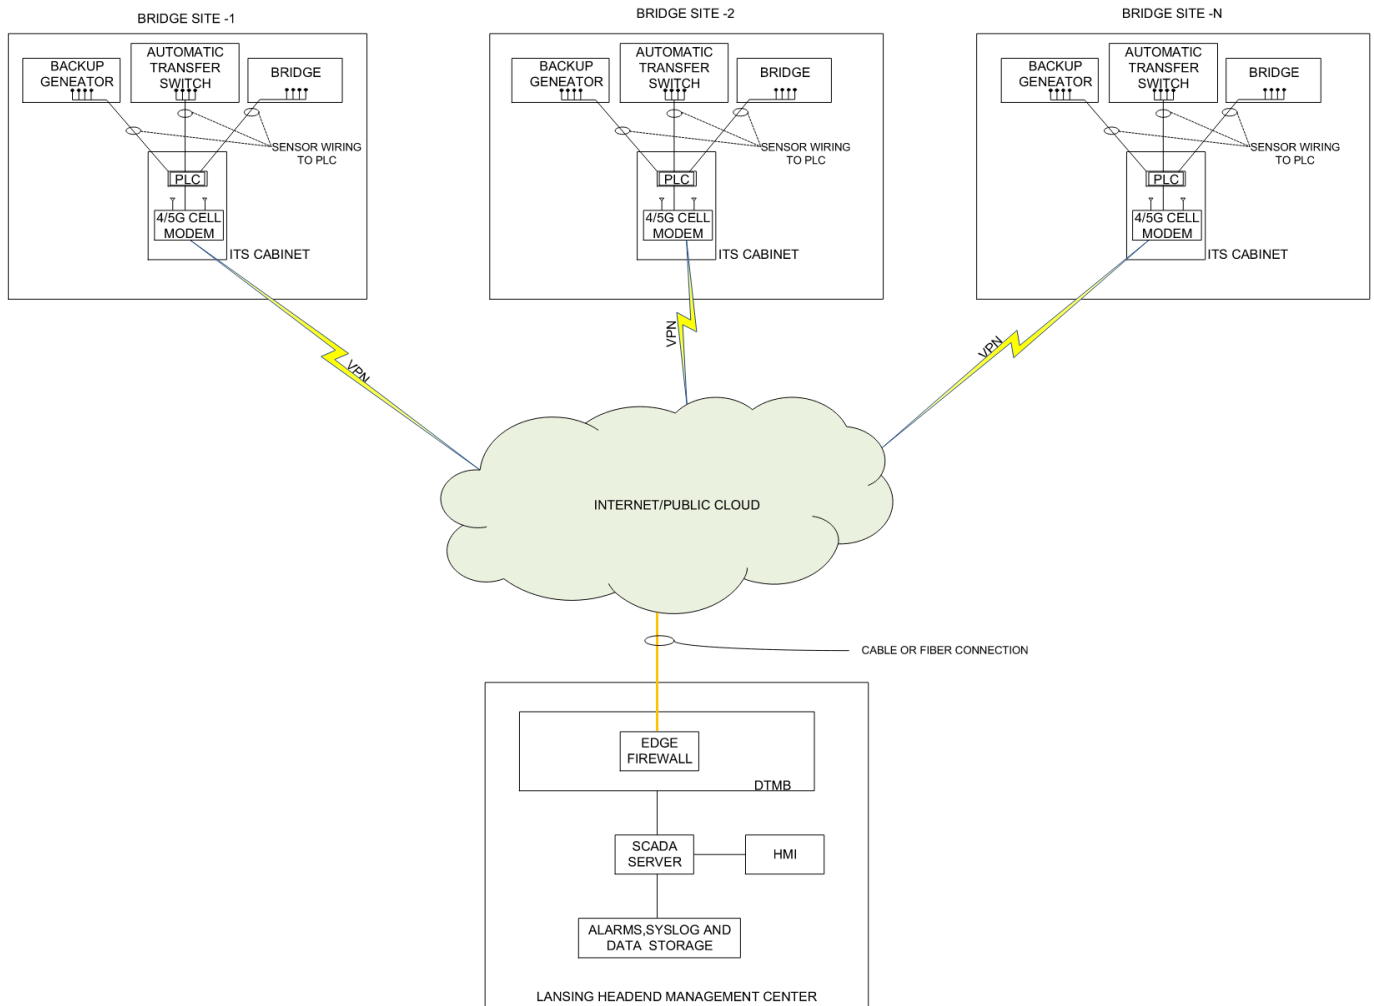 BRIDGE SITE -1
BACKUP
GENEATOR
AUTOMATIC
TRANSFER
SWITCH
BRIDGE
SENSOR WIRING
TO PLC
PLC
4/5G CELL
MODEM
ITS CABINET
BRIDGE SITE -2
BACKUP
GENEATOR
AUTOMATIC
TRANSFER
SWITCH
BRIDGE
SENSOR WIRING
TO PLC
PLC
4/5G CELL
MODEM
ITS CABINET
BRIDGE SITE -N
BACKUP
GENEATOR
AUTOMATIC
TRANSFER
SWITCH
BRIDGE
SENSOR WIRING
TO PLC
PLC
4/5G CELL
MODEM
ITS CABINET
VPN
VPN
VPN
INTERNET/PUBLIC CLOUD
CABLE OR FIBER CONNECTION
EDGE
FIREWALL
DTMB
SCADA
SERVER
HMI
ALARMS,SYSLOG AND
DATA STORAGE
LANSING HEADEND MANAGEMENT CENTER